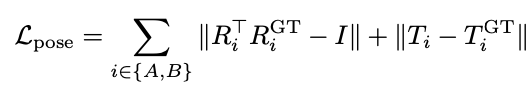 $\mathcal{L}_{\text{pose}} = \sum_{i \in \{A,B\}} \| R_i^\top R_i^{\text{GT}} - I \| + \| T_i - T_i^{\text{GT}} \|$